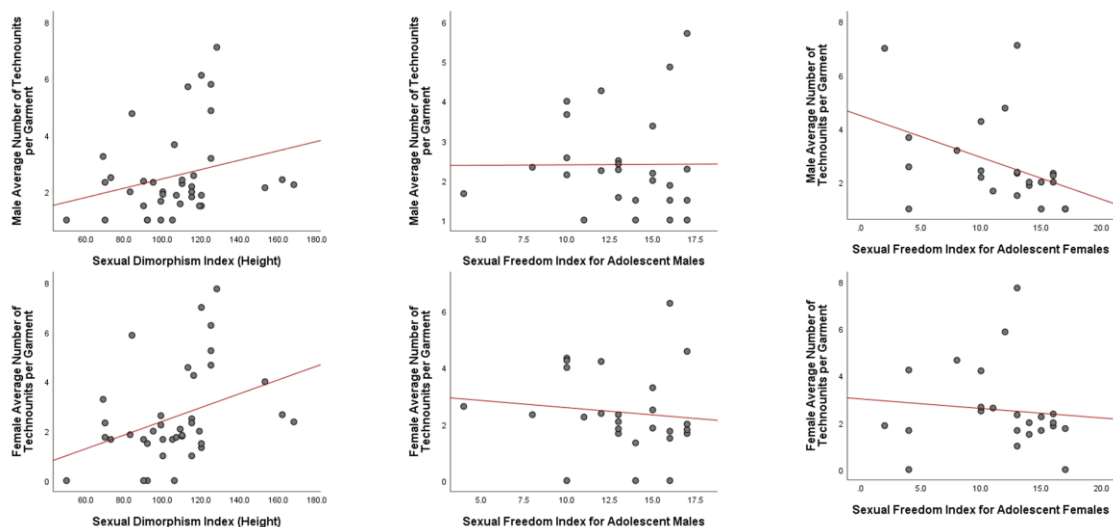 Male Average Number of Technounits
per Garment
8
6
4
2
60.0 80.0 100.0 120.0 140.0 160.0 180.0
Sexual Dimorphism Index (Height)
Male Average Number of Technounits
per Garment
6
5
4
3
2
1
5.0 7.5 10.0 12.5 15.0 17.5
Sexual Freedom Index for Adolescent Males
Male Average Number of
Technounits per Garment
8
6
4
2
.0 5.0 10.0 15.0 20.0
Sexual Freedom Index for Adolescent Females
Female Average Number of
Technounits per Garment
8
6
4
2
0
60.0 80.0 100.0 120.0 140.0 160.0 180.0
Sexual Dimorphism Index (Height)
Female Average Number of
Technounits per Garment
6
4
2
0
5.0 7.5 10.0 12.5 15.0 17.5
Sexual Freedom Index for Adolescent Males
Female Average Number of
Technounits per Garment
8
6
4
2
0
.0 5.0 10.0 15.0 20.0
Sexual Freedom Index for Adolescent Females